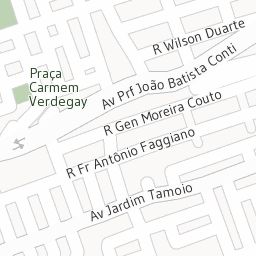 R Wilson Duarte
Praça
Carmem
Verdegay
Av Prf João Batista Conti
R Gen Moreira Couto
R Fr Antônio Faggiano
Av Jardim Tamoio